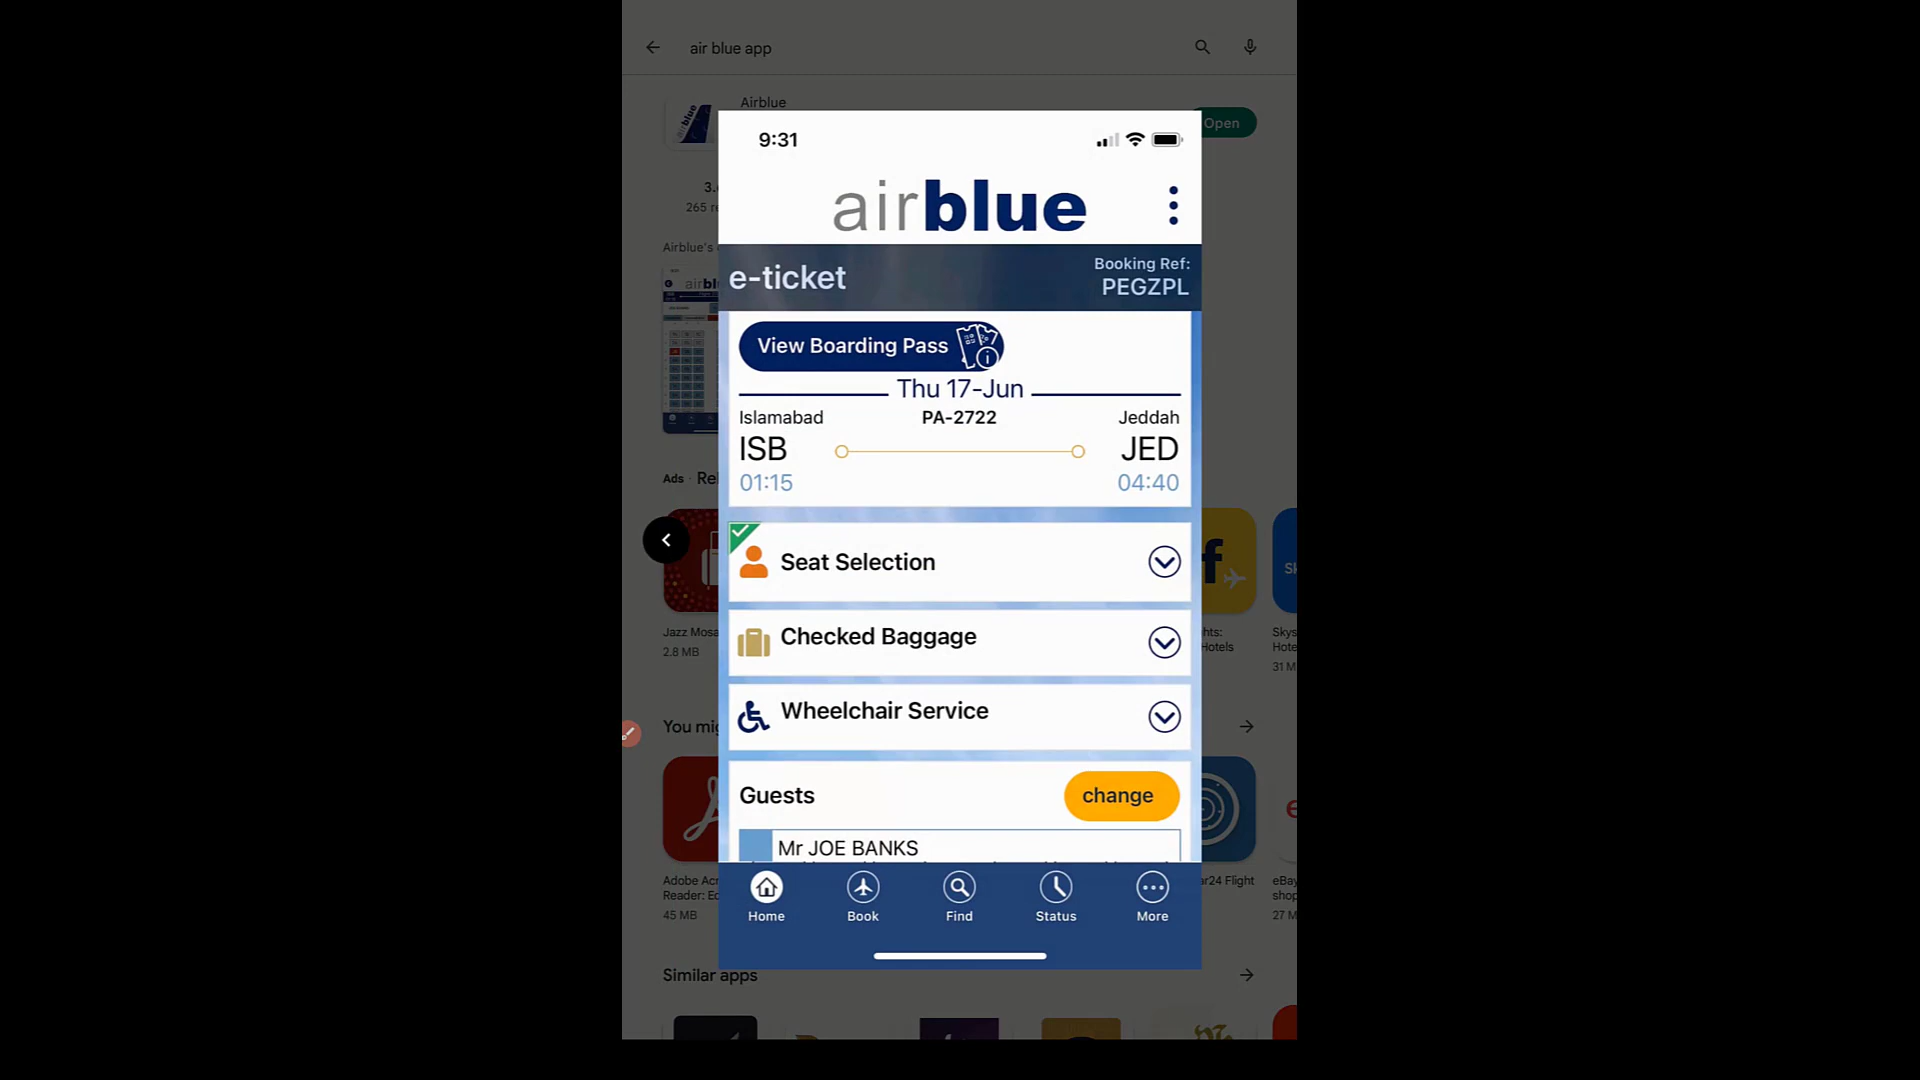 air blue app
Airblue
Open
3.
265 re
Airblue's
9:31
airblue
e-ticket
Booking Ref:
PEGZPL
View Boarding Pass
Thu 17-Jun
Islamabad PA-2722 Jeddah
ISB JED
01:15 04:40
Ads · Rel
Seat Selection
Checked Baggage
Wheelchair Service
Jazz Mosa
2.8 MB
hts:
Hotels
Skys
Hote
31 M
You mig
Guests
change
Mr JOE BANKS
Adobe Acr
Reader: Ed
45 MB
ar24 Flight
eBay
shop
27 M
Home Book Find Status More
Similar apps